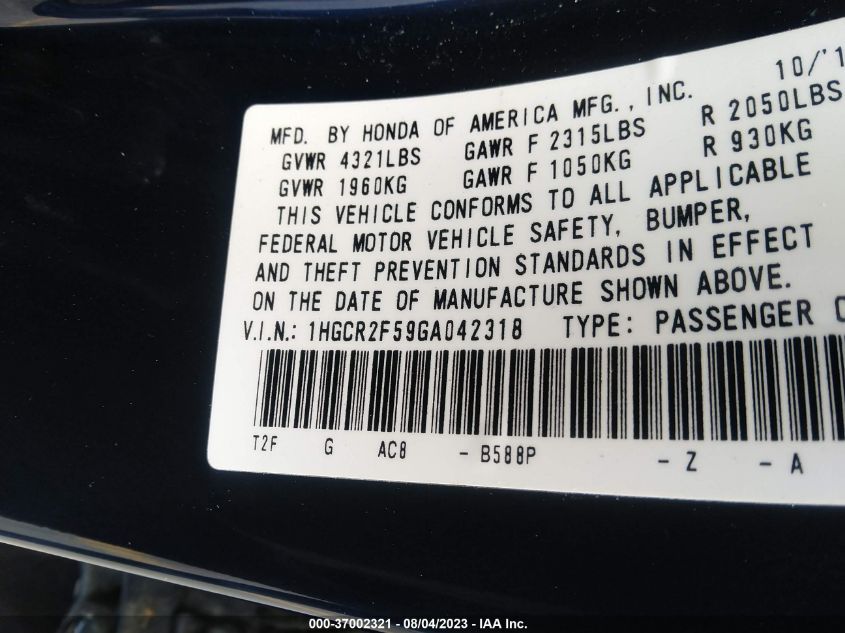 10/'1
MFD. BY HONDA OF AMERICA MFG., INC.
GVWR 4321LBS GAWR F 2315LBS R 2050LBS
GVWR 1960KG GAWR F 1050KG R 930KG
THIS VEHICLE CONFORMS TO ALL APPLICABLE
FEDERAL MOTOR VEHICLE SAFETY, BUMPER,
AND THEFT PREVENTION STANDARDS IN EFFECT
ON THE DATE OF MANUFACTURE SHOWN ABOVE.
V.I.N.: 1HGCR2F59GA042318 TYPE: PASSENGER C
T2F G AC8 - B588P - Z - A
000-37002321 - 08/04/2023 - IAA Inc.